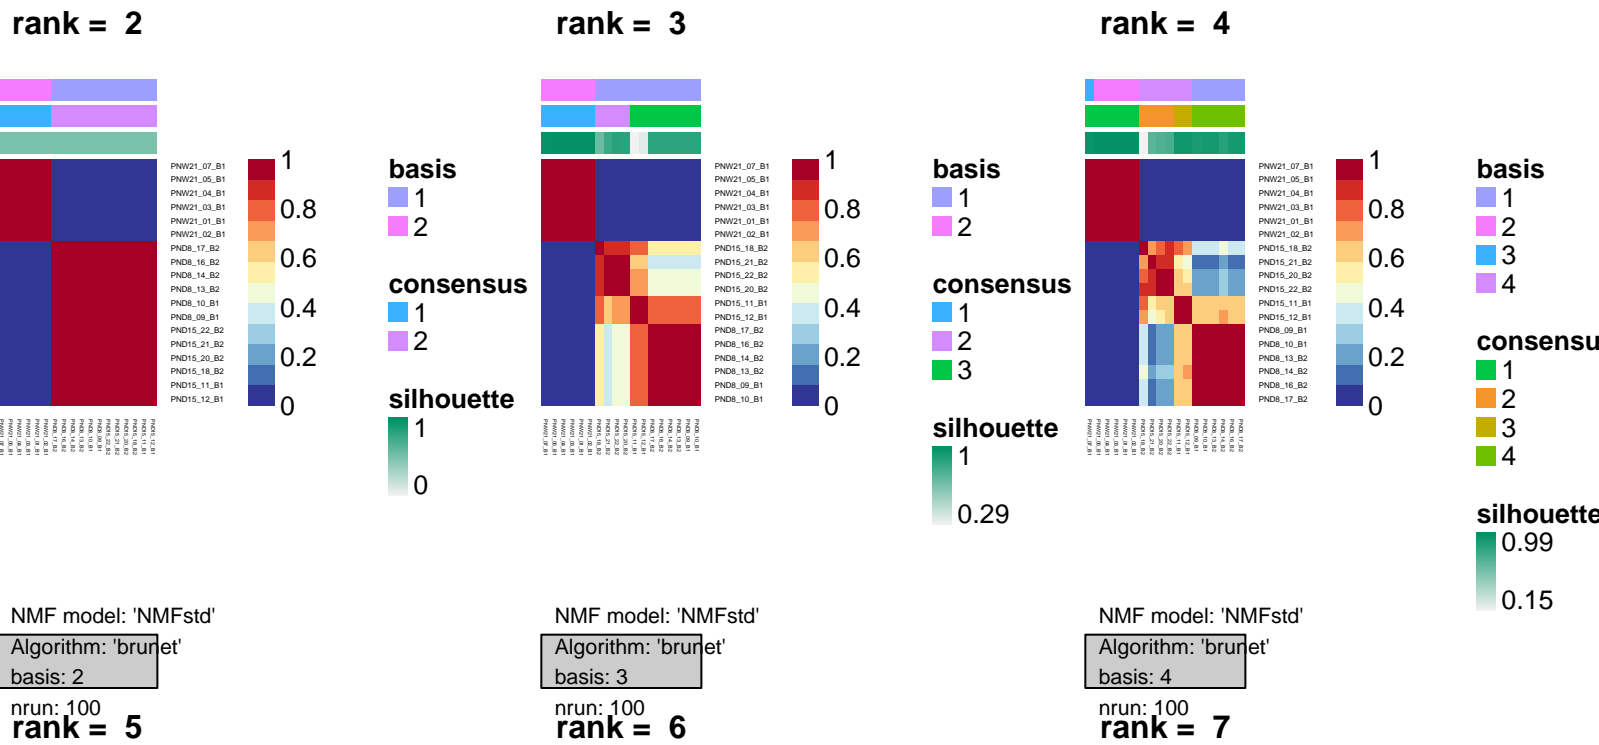 rank = 2
PNW21_07_B1
PNW21_05_B1
PNW21_04_B1
PNW21_03_B1
PNW21_01_B1
PNW21_02_B1
PND8_17_B2
PND8_16_B2
PND8_14_B2
PND8_13_B2
PND8_10_B1
PND8_09_B1
PND15_22_B2
PND15_21_B2
PND15_20_B2
PND15_18_B2
PND15_11_B1
PND15_12_B1
1
0.8
0.6
0.4
0.2
0
basis
1
2
consensus
1
2
silhouette
1
0
NMF model: 'NMFstd'
Algorithm: 'brunet'
basis: 2
nrun: 100
rank = 3
PNW21_07_B1
PNW21_05_B1
PNW21_04_B1
PNW21_03_B1
PNW21_01_B1
PNW21_02_B1
PND15_18_B2
PND15_21_B2
PND15_22_B2
PND15_20_B2
PND15_11_B1
PND15_12_B1
PND8_17_B2
PND8_16_B2
PND8_14_B2
PND8_13_B2
PND8_09_B1
PND8_10_B1
1
0.8
0.6
0.4
0.2
0
basis
1
2
consensus
1
2
3
silhouette
1
0.29
NMF model: 'NMFstd'
Algorithm: 'brunet'
basis: 3
nrun: 100
rank = 4
PNW21_07_B1
PNW21_05_B1
PNW21_04_B1
PNW21_03_B1
PNW21_01_B1
PNW21_02_B1
PND15_18_B2
PND15_21_B2
PND15_20_B2
PND15_22_B2
PND15_11_B1
PND15_12_B1
PND8_09_B1
PND8_10_B1
PND8_13_B2
PND8_14_B2
PND8_16_B2
PND8_17_B2
1
0.8
0.6
0.4
0.2
0
basis
1
2
3
4
consensu
1
2
3
4
silhouette
0.99
0.15
NMF model: 'NMFstd'
Algorithm: 'brunet'
basis: 4
nrun: 100
rank = 5
rank = 6
rank = 7